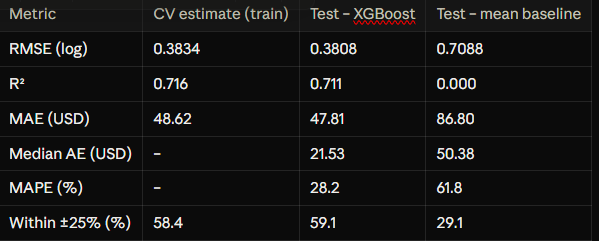 Metric CV estimate (train) Test – XGBoost Test – mean baseline
RMSE (log) 0.3834 0.3808 0.7088
R² 0.716 0.711 0.000
MAE (USD) 48.62 47.81 86.80
Median AE (USD) – 21.53 50.38
MAPE (%) – 28.2 61.8
Within ±25% (%) 58.4 59.1 29.1